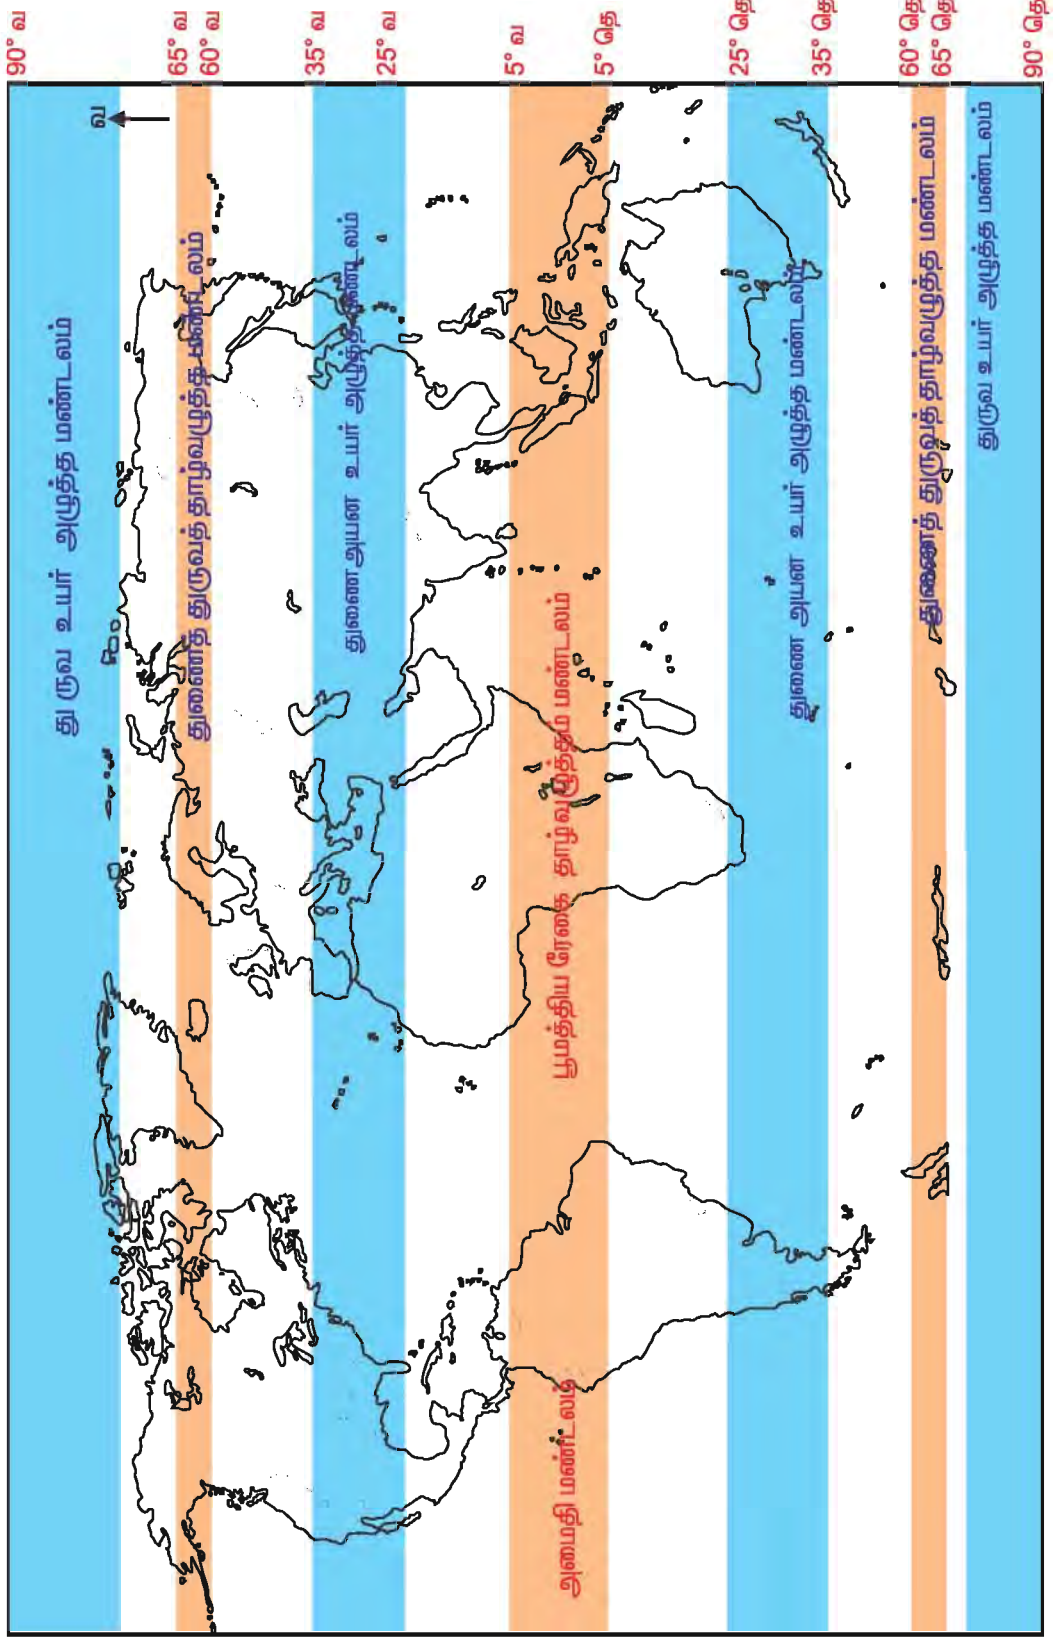 90° வ
65° வ
60° வ
35° வ
25° வ
5° வ
5° தெ
25° தெ
35° தெ
60° தெ
65° தெ
90° தெ
வ
துருவ உயர் அழுத்த மண்டலம்
துணைத் துருவத் தாழ்வழுத்த மண்டலம்
துணை அயன உயர் அழுத்த மண்டலம்
பூமத்திய ரேகை தாழ்வழுத்தம் மண்டலம்
அமைதி மண்டலம்
துணை அயன உயர் அழுத்த மண்டலம்
துணைத் துருவத் தாழ்வழுத்த மண்டலம்
துருவ உயர் அழுத்த மண்டலம்